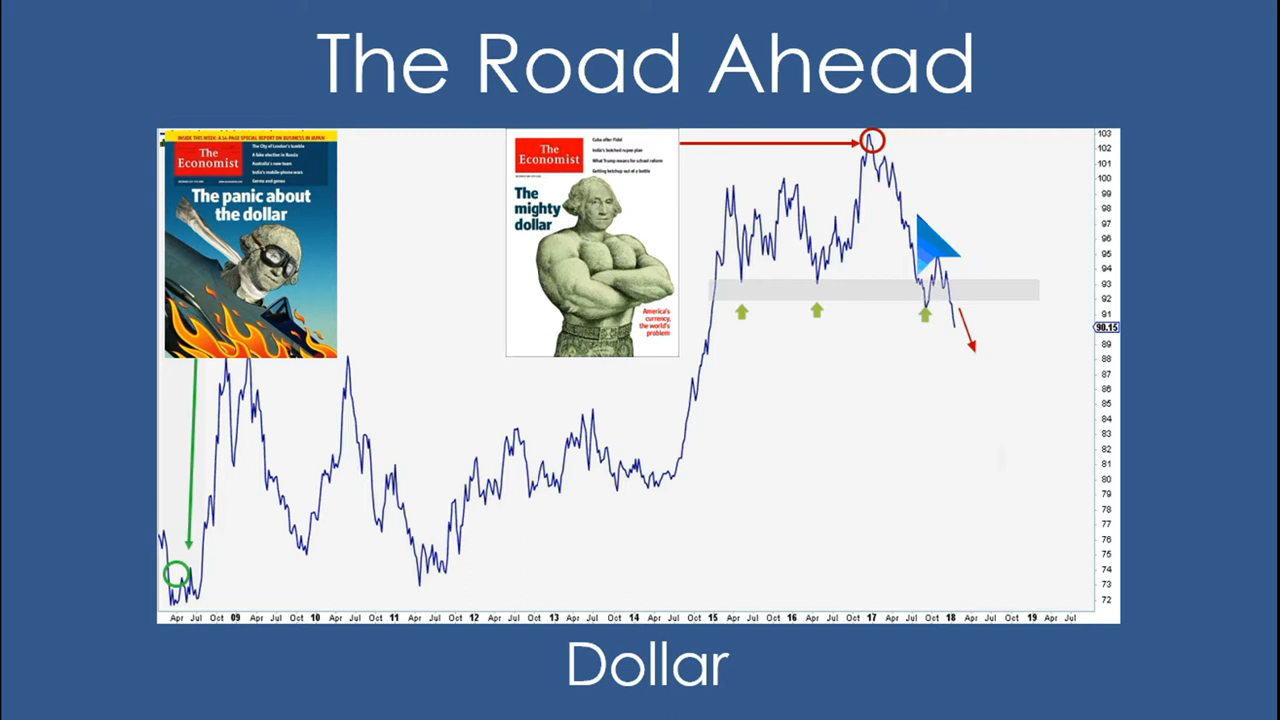 The Road Ahead
INSIDE THIS WEEK: A 14-PAGE SPECIAL REPORT ON BUSINESS IN JAPAN
The
Economist
The City of London's tumble
A fake election in Russia
Australia's new team
India's mobile-phone wars
Germs and genes
The panic about
the dollar
The
Economist
Cuba after Fidel
India's botched rupee plan
What Trump means for school reform
Getting ketchup out of a bottle
The
mighty
dollar
America's
currency,
the world's
problem
103
102
101
100
99
98
97
96
95
94
93
92
91
90.15
89
88
87
86
85
84
83
82
81
80
79
78
77
76
75
74
73
72
Apr Jul Oct 09 Apr Jul Oct 10 Apr Jul Oct 11 Apr Jul Oct 12 Apr Jul Oct 13 Apr Jul Oct 14 Apr Jul Oct 15 Apr Jul Oct 16 Apr Jul Oct 17 Apr Jul Oct 18 Apr Jul Oct 19 Apr Jul
Dollar